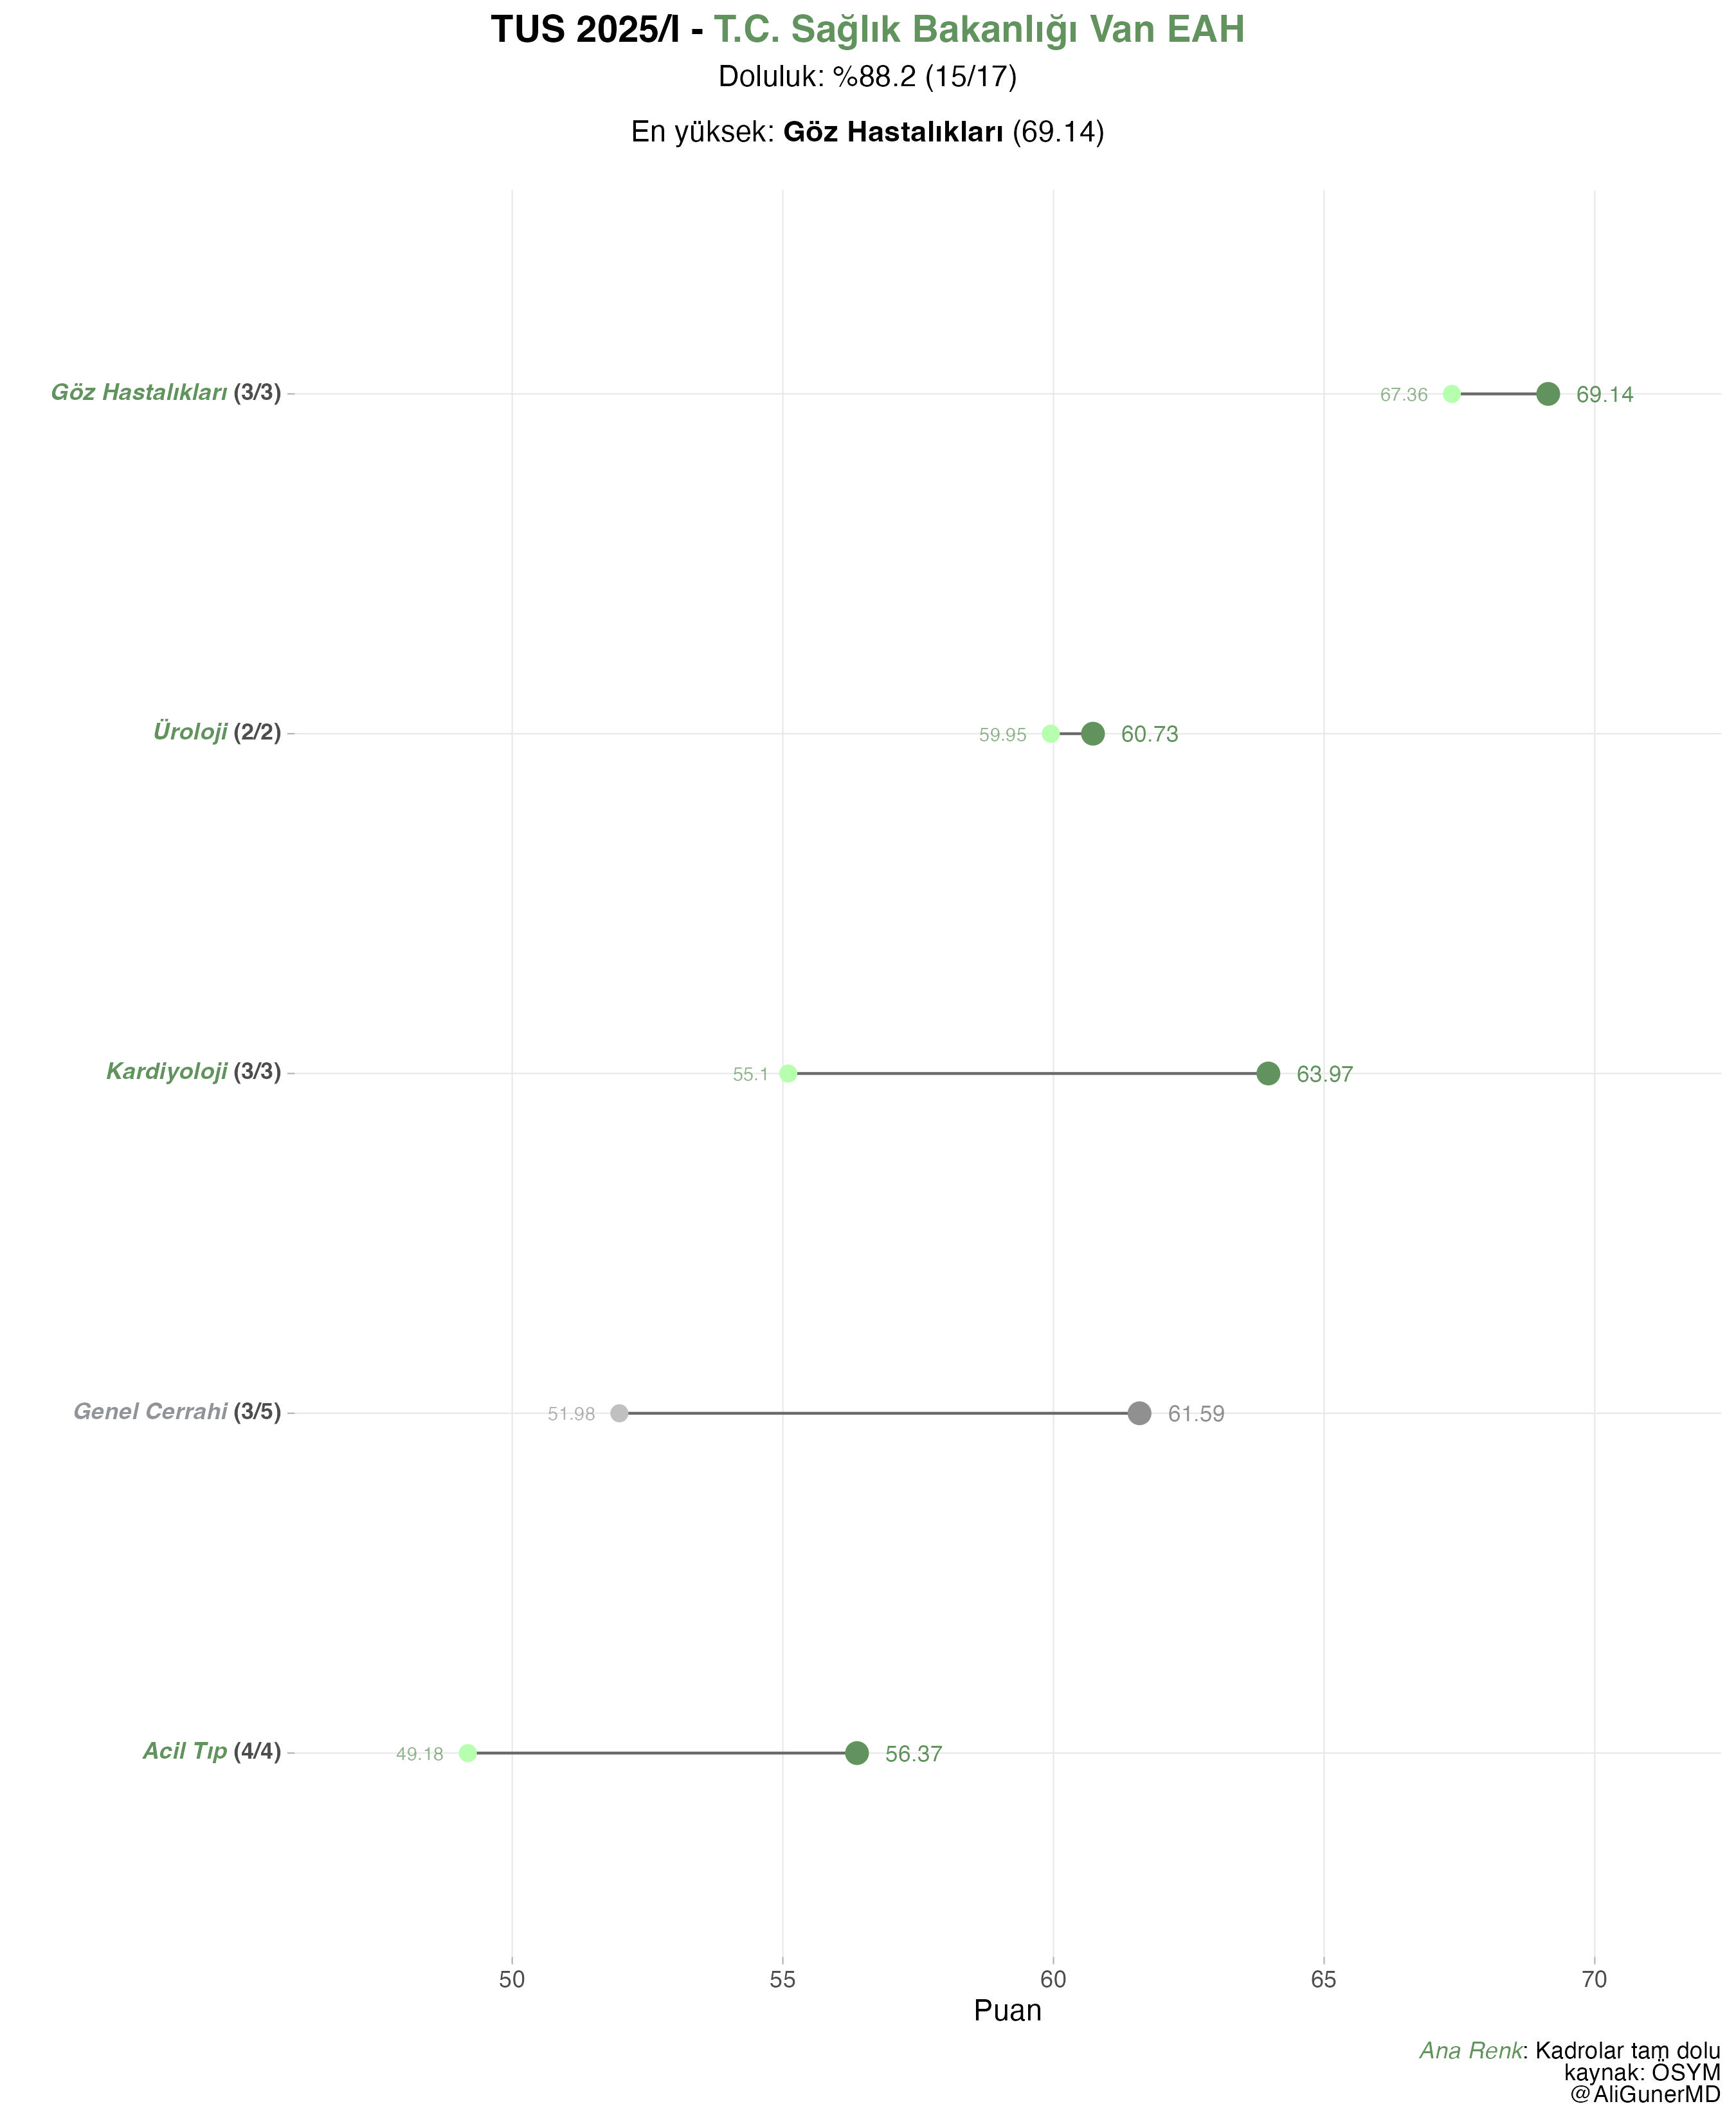 TUS 2025/I - T.C. Sağlık Bakanlığı Van EAH
Doluluk: %88.2 (15/17)
En yüksek: Göz Hastalıkları (69.14)
Göz Hastalıkları (3/3) 67.36 69.14
Üroloji (2/2) 59.95 60.73
Kardiyoloji (3/3) 55.1 63.97
Genel Cerrahi (3/5) 51.98 61.59
Acil Tıp (4/4) 49.18 56.37
50 55 60 65 70
Puan
Ana Renk: Kadrolar tam dolu
kaynak: ÖSYM
@AliGunerMD